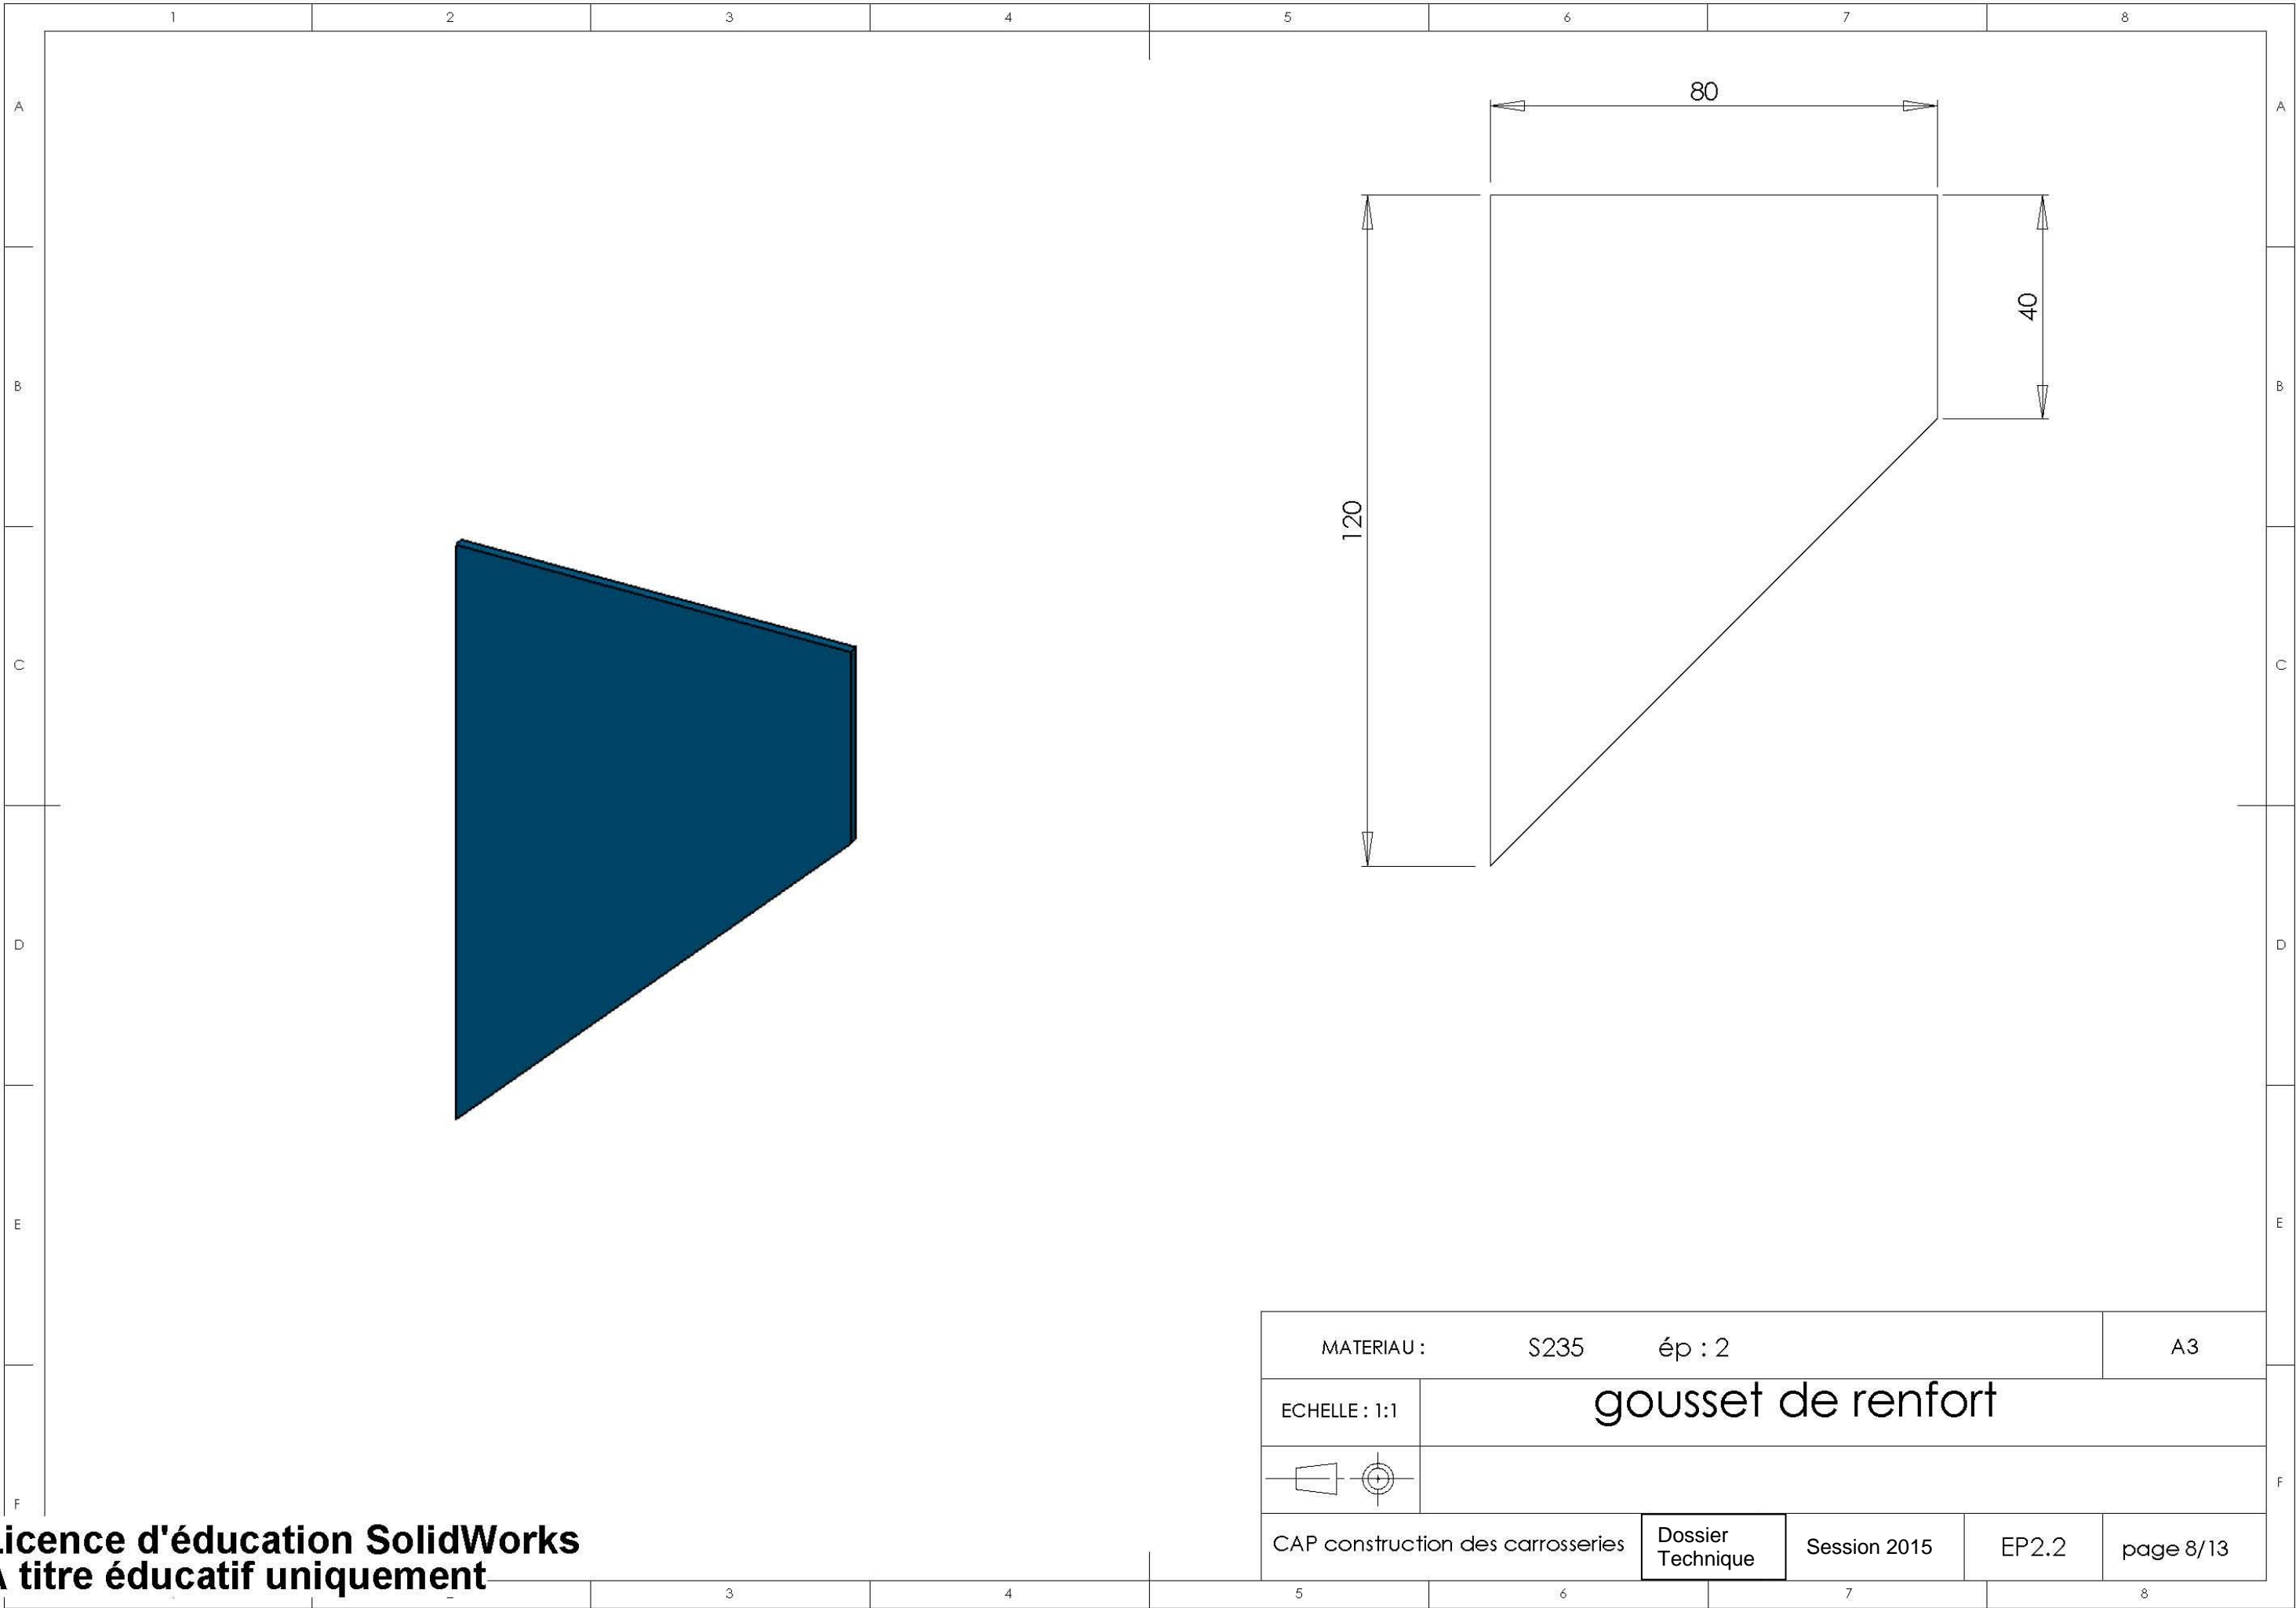 1 2 3 4 5 6 7 8
A A
80
40
B B
120
C C
D D
E E
MATERIAU : S235 ép : 2 A3
ECHELLE : 1:1 gousset de renfort
F F
CAP construction des carrosseries Dossier Technique Session 2015 EP2.2 page 8/13
icence d'éducation SolidWorks
titre éducatif uniquement
3 4 5 6 7 8